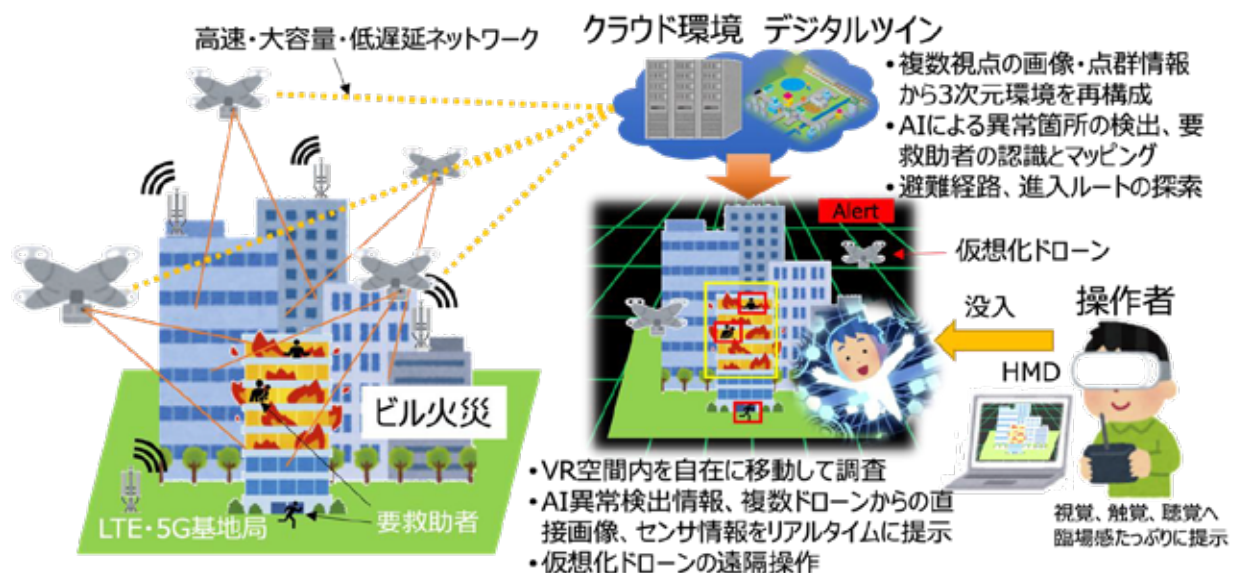 高速・大容量・低遅延ネットワーク
クラウド環境 デジタルツイン
・複数視点の画像・点群情報
から3次元環境を再構成
・AIによる異常箇所の検出、要
救助者の認識とマッピング
・避難経路、進入ルートの探索
Alert
仮想化ドローン
没入
操作者
HMD
ビル火災
LTE・5G基地局
要救助者
・VR空間内を自在に移動して調査
・AI異常検出情報、複数ドローンからの直
接画像、センサ情報をリアルタイムに提示
・仮想化ドローンの遠隔操作
視覚、触覚、聴覚へ
臨場感たっぷりに提示